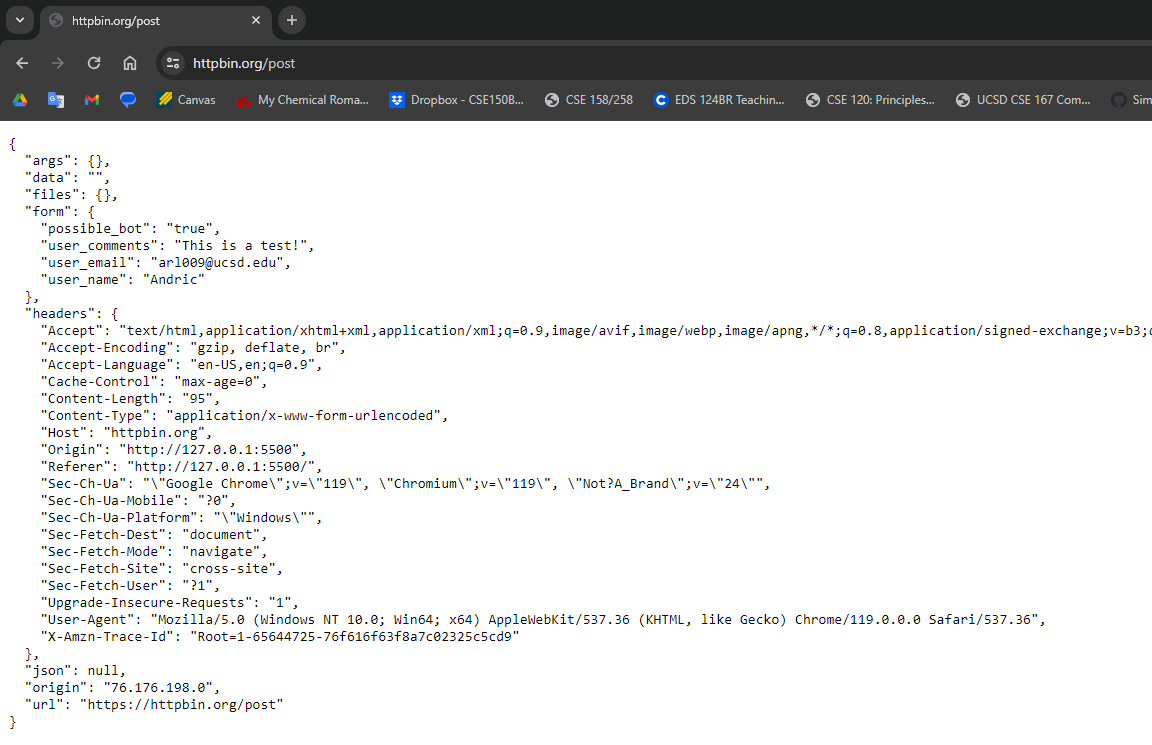 httpbin.org/post
httpbin.org/post
Canvas My Chemical Roma... Dropbox - CSE150B... CSE 158/258 EDS 124BR Teachin... CSE 120: Principles... UCSD CSE 167 Com... Sim
{
  "args": {},
  "data": "",
  "files": {},
  "form": {
    "possible_bot": "true",
    "user_comments": "This is a test!",
    "user_email": "arl009@ucsd.edu",
    "user_name": "Andric"
  },
  "headers": {
    "Accept": "text/html,application/xhtml+xml,application/xml;q=0.9,image/avif,image/webp,image/apng,*/*;q=0.8,application/signed-exchange;v=b3;
    "Accept-Encoding": "gzip, deflate, br",
    "Accept-Language": "en-US,en;q=0.9",
    "Cache-Control": "max-age=0",
    "Content-Length": "95",
    "Content-Type": "application/x-www-form-urlencoded",
    "Host": "httpbin.org",
    "Origin": "http://127.0.0.1:5500",
    "Referer": "http://127.0.0.1:5500/",
    "Sec-Ch-Ua": "\"Google Chrome\";v=\"119\", \"Chromium\";v=\"119\", \"Not?A_Brand\";v=\"24\"",
    "Sec-Ch-Ua-Mobile": "?0",
    "Sec-Ch-Ua-Platform": "\"Windows\"",
    "Sec-Fetch-Dest": "document",
    "Sec-Fetch-Mode": "navigate",
    "Sec-Fetch-Site": "cross-site",
    "Sec-Fetch-User": "?1",
    "Upgrade-Insecure-Requests": "1",
    "User-Agent": "Mozilla/5.0 (Windows NT 10.0; Win64; x64) AppleWebKit/537.36 (KHTML, like Gecko) Chrome/119.0.0.0 Safari/537.36",
    "X-Amzn-Trace-Id": "Root=1-65644725-76f616f63f8a7c02325c5cd9"
  },
  "json": null,
  "origin": "76.176.198.0",
  "url": "https://httpbin.org/post"
}